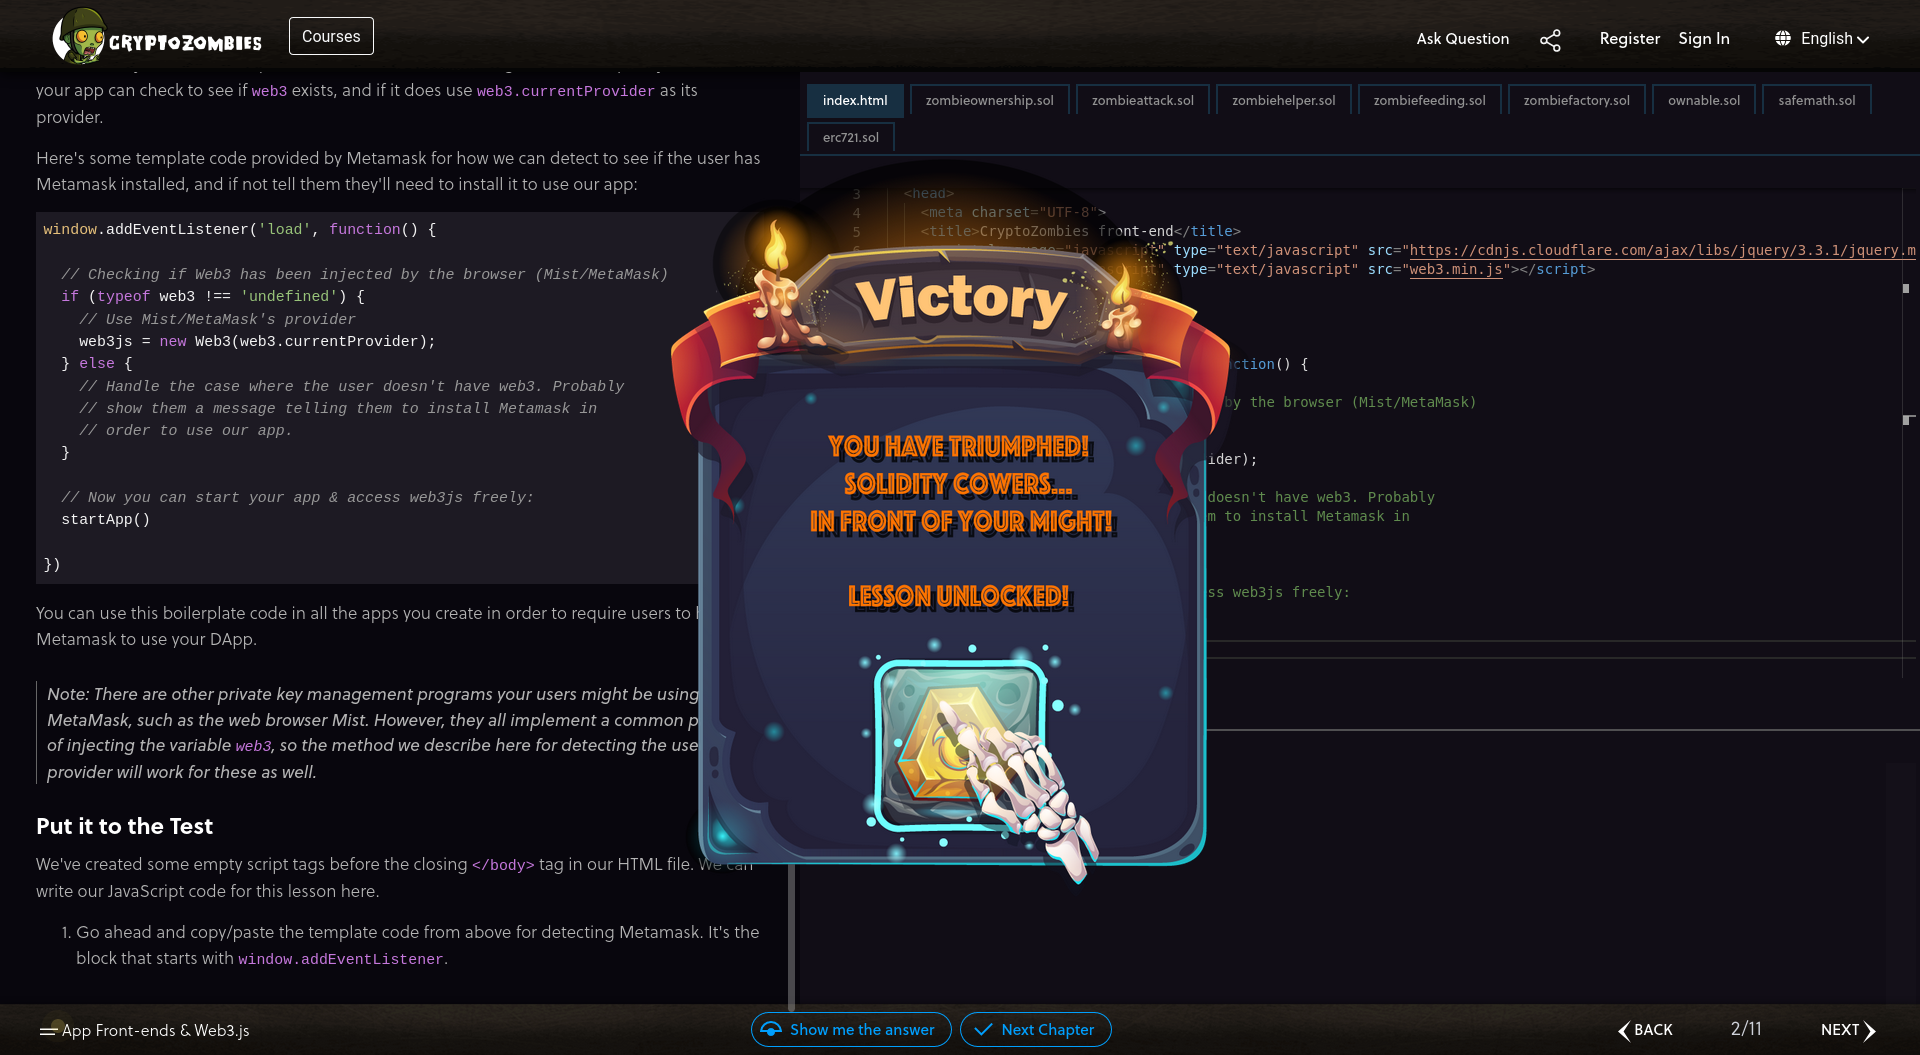 CRYPTOZOMBIES
Courses
Ask Question
Register
Sign In
English
your app can check to see if web3 exists, and if it does use web3.currentProvider as its
provider.
Here's some template code provided by Metamask for how we can detect to see if the user has
Metamask installed, and if not tell them they'll need to install it to use our app:
window.addEventListener('load', function() {
// Checking if Web3 has been injected by the browser (Mist/MetaMask)
if (typeof web3 !== 'undefined') {
// Use Mist/MetaMask's provider
web3js = new Web3(web3.currentProvider);
} else {
// Handle the case where the user doesn't have web3. Probably
// show them a message telling them to install Metamask in
// order to use our app.
}
// Now you can start your app & access web3js freely:
startApp()
})
You can use this boilerplate code in all the apps you create in order to require users to
Metamask to use your DApp.
Note: There are other private key management programs your users might be using
MetaMask, such as the web browser Mist. However, they all implement a common
of injecting the variable web3, so the method we describe here for detecting the
provider will work for these as well.
Put it to the Test
We've created some empty script tags before the closing </body> tag in our HTML file. We can
write our JavaScript code for this lesson here.
1. Go ahead and copy/paste the template code from above for detecting Metamask. It's the
block that starts with window.addEventListener.
index.html
zombieownership.sol
zombieattack.sol
zombiehelper.sol
zombiefeeding.sol
zombiefactory.sol
ownable.sol
safemath.sol
erc721.sol
3 <head>
4 <meta charset="UTF-8">
5 <title>CryptoZombies front-end</title>
type="text/javascript" src="https://cdnjs.cloudflare.com/ajax/libs/jquery/3.3.1/jquery.m
type="text/javascript" src="web3.min.js"></script>
ction() {
by the browser (Mist/MetaMask)
ider);
doesn't have web3. Probably
m to install Metamask in
ss web3js freely:
Victory
YOU HAVE TRIUMPHED!
SOLIDITY COWERS...
IN FRONT OF YOUR MIGHT!
LESSON UNLOCKED!
App Front-ends & Web3.js
Show me the answer
Next Chapter
BACK
2/11
NEXT